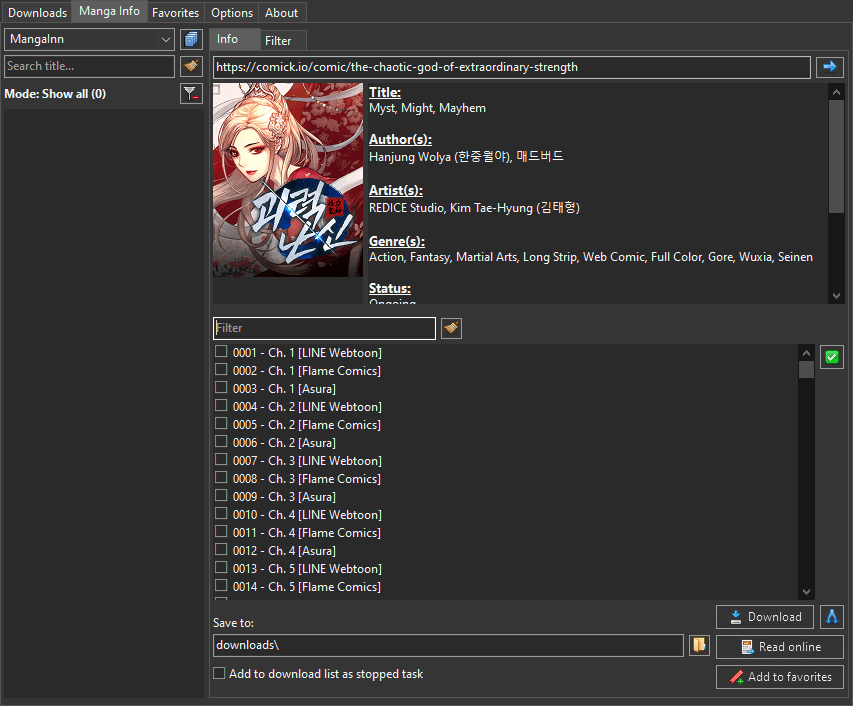 Downloads Manga Info Favorites Options About
MangaInn
Search title...
Mode: Show all (0)
Info Filter
https://comick.io/comic/the-chaotic-god-of-extraordinary-strength
괴력
난신
Title:
Myst, Might, Mayhem
Author(s):
Hanjung Wolya (한중월야), 매드버드
Artist(s):
REDICE Studio, Kim Tae-Hyung (김태형)
Genre(s):
Action, Fantasy, Martial Arts, Long Strip, Web Comic, Full Color, Gore, Wuxia, Seinen
Status:
Ongoing
Filter
0001 - Ch. 1 [LINE Webtoon]
0002 - Ch. 1 [Flame Comics]
0003 - Ch. 1 [Asura]
0004 - Ch. 2 [LINE Webtoon]
0005 - Ch. 2 [Flame Comics]
0006 - Ch. 2 [Asura]
0007 - Ch. 3 [LINE Webtoon]
0008 - Ch. 3 [Flame Comics]
0009 - Ch. 3 [Asura]
0010 - Ch. 4 [LINE Webtoon]
0011 - Ch. 4 [Flame Comics]
0012 - Ch. 4 [Asura]
0013 - Ch. 5 [LINE Webtoon]
0014 - Ch. 5 [Flame Comics]
Save to:
downloads\
Add to download list as stopped task
Download
Read online
Add to favorites